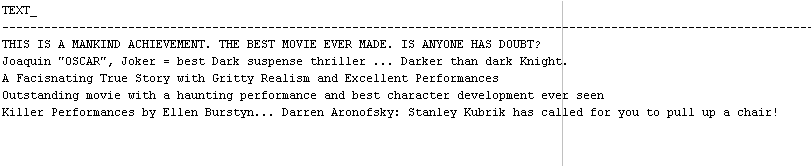 TEXT_
--------------------------------------------------------------------------------------------------------------------
THIS IS A MANKIND ACHIEVEMENT. THE BEST MOVIE EVER MADE. IS ANYONE HAS DOUBT?
Joaquin "OSCAR", Joker = best Dark suspense thriller ... Darker than dark Knight.
A Facisnating True Story with Gritty Realism and Excellent Performances
Outstanding movie with a haunting performance and best character development ever seen
Killer Performances by Ellen Burstyn... Darren Aronofsky: Stanley Kubrik has called for you to pull up a chair!